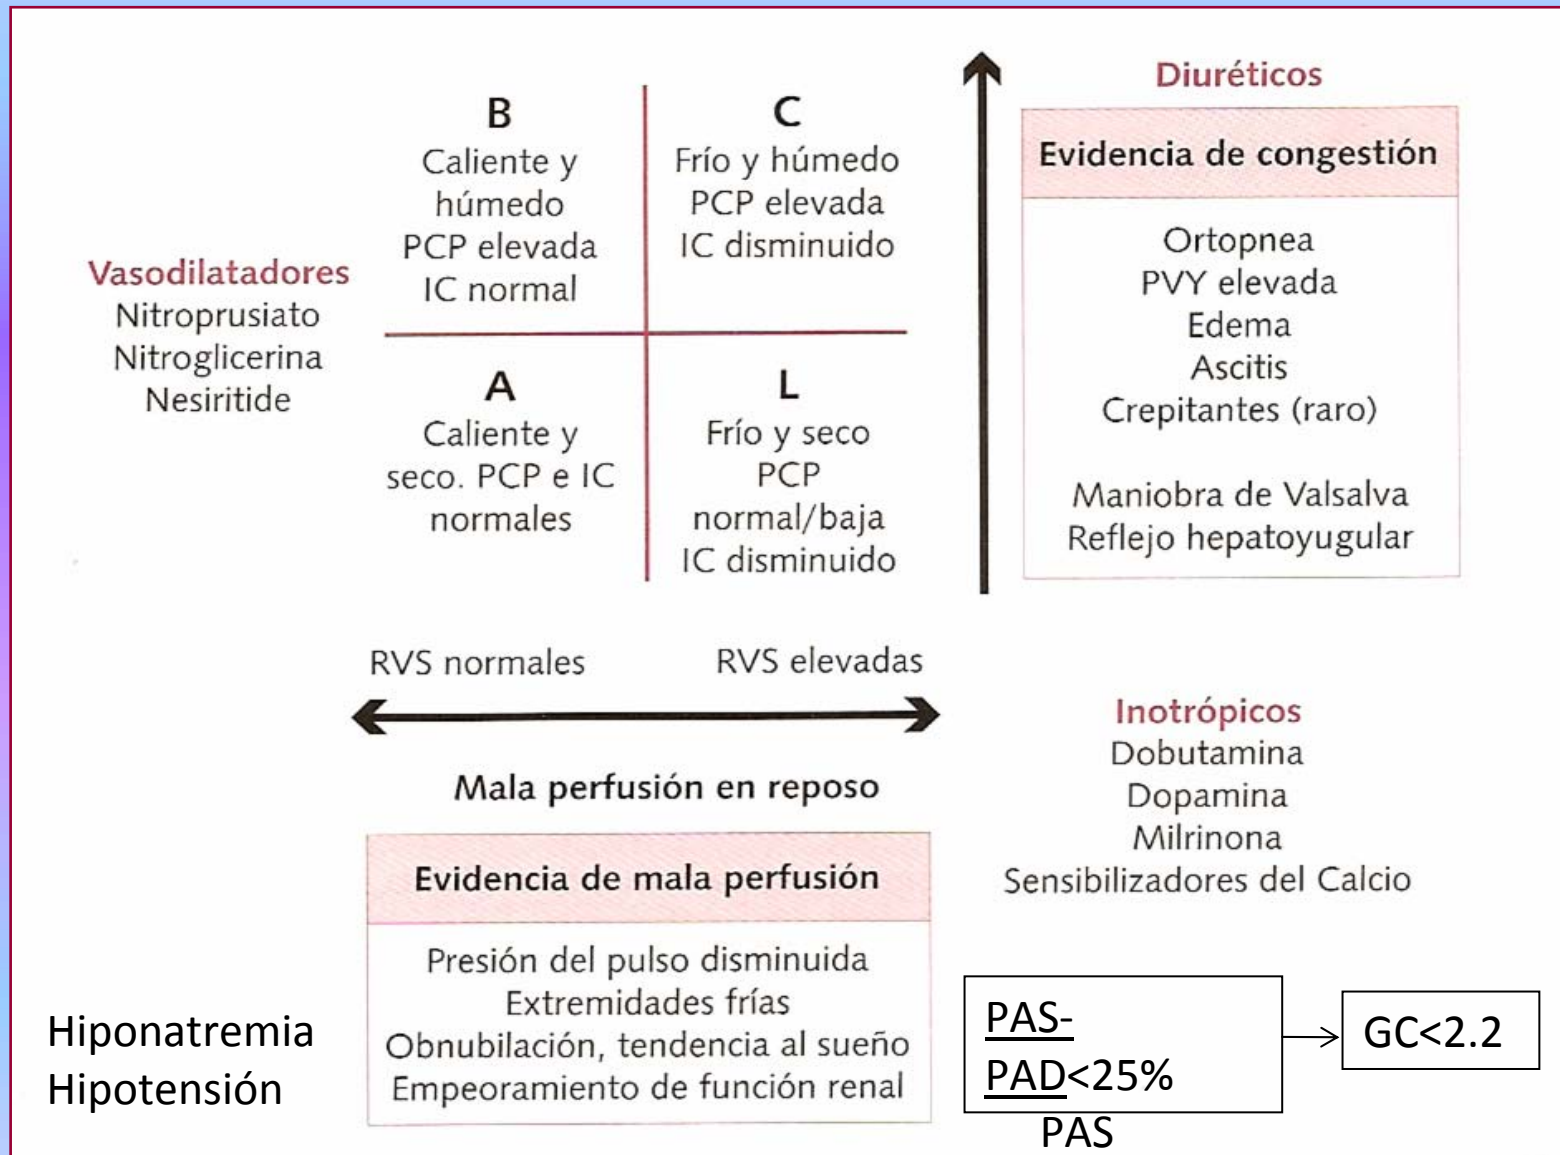 Diuréticos
Evidencia de congestión
Ortopnea
PVY elevada
Edema
Ascitis
Crepitantes (raro)
Maniobra de Valsalva
Reflejo hepatoyugular
B
Caliente y
húmedo
PCP elevada
IC normal
C
Frío y húmedo
PCP elevada
IC disminuido
Vasodilatadores
Nitroprusiato
Nitroglicerina
Nesiritide
A
Caliente y
seco. PCP e IC
normales
L
Frío y seco
PCP
normal/baja
IC disminuido
RVS normales
RVS elevadas
Mala perfusión en reposo
Inotrópicos
Dobutamina
Dopamina
Milrinona
Sensibilizadores del Calcio
Evidencia de mala perfusión
Presión del pulso disminuida
Extremidades frías
Obnubilación, tendencia al sueño
Empeoramiento de función renal
Hiponatremia
Hipotensión
PAS-
PAD<25%
PAS
GC<2.2